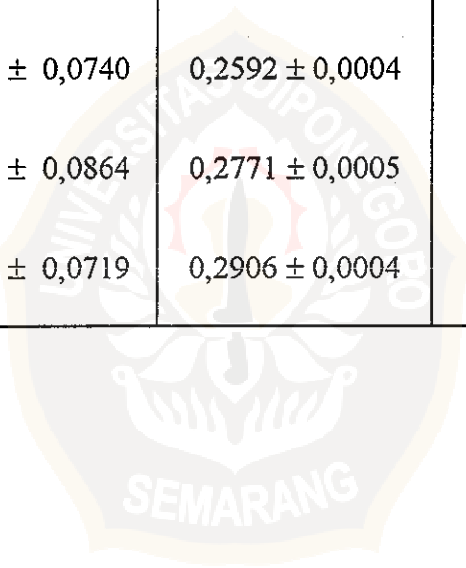 ± 0,0740 0,2592 ± 0,0004
± 0,0864 0,2771 ± 0,0005
± 0,0719 0,2906 ± 0,0004
UNIVERSITAS DIPONEGORO
SEMARANG